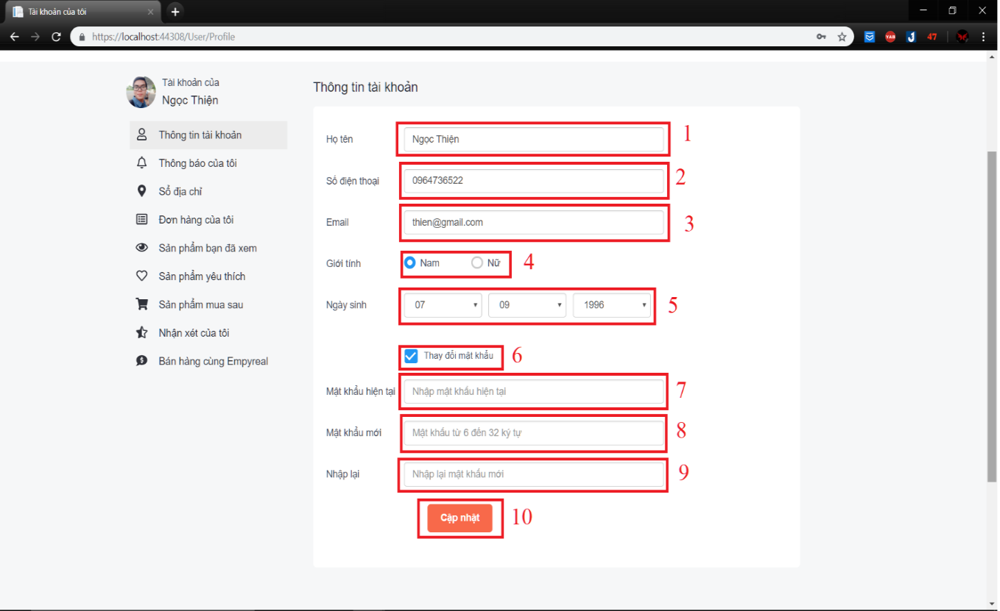 Tài khoản của tôi
https://localhost:44308/User/Profile
47
Tài khoản của
Ngọc Thiện
Thông tin tài khoản
Thông báo của tôi
Sổ địa chỉ
Đơn hàng của tôi
Sản phẩm bạn đã xem
Sản phẩm yêu thích
Sản phẩm mua sau
Nhận xét của tôi
Bán hàng cùng Empyreal
Thông tin tài khoản
Họ tên Ngọc Thiện 1
Số điện thoại 0964736522 2
Email thien@gmail.com 3
Giới tính Nam Nữ 4
Ngày sinh 07 09 1996 5
Thay đổi mật khẩu 6
Mật khẩu hiện tại Nhập mật khẩu hiện tại 7
Mật khẩu mới Mật khẩu từ 6 đến 32 ký tự 8
Nhập lại Nhập lại mật khẩu mới 9
Cập nhật 10